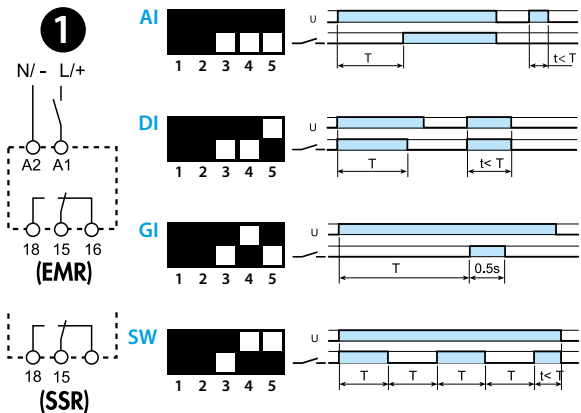 1
N/ - L/+
A2 A1
18 15 16
(EMR)
18 15
(SSR)
AI
1 2 3 4 5
U
T
t< T
DI
1 2 3 4 5
U
T
t< T
GI
1 2 3 4 5
U
T
0.5s
SW
1 2 3 4 5
U
T T T T t< T